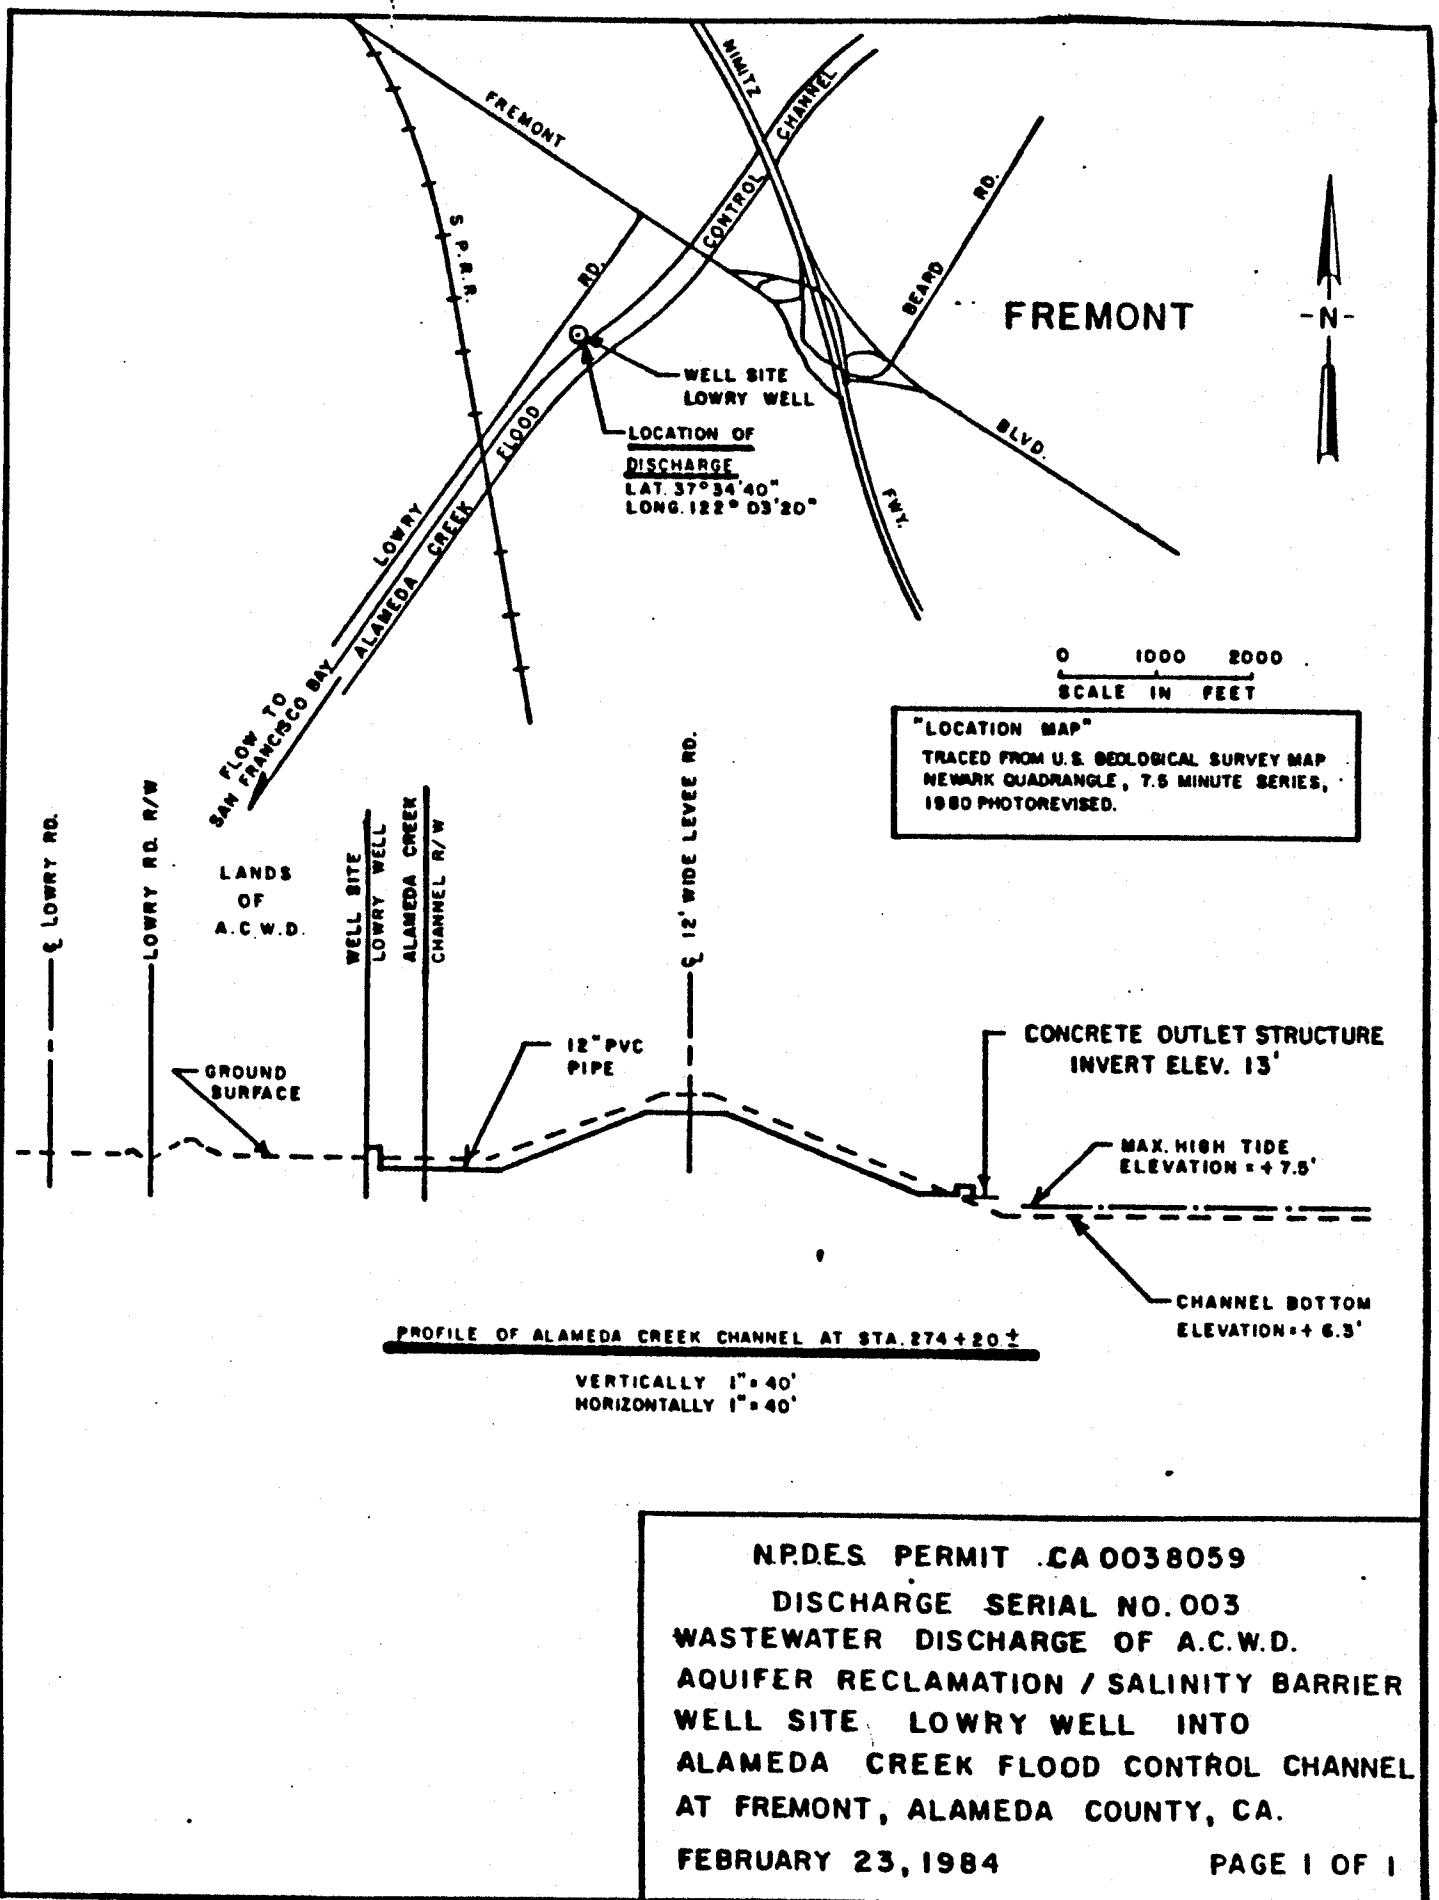 NIMITZ
FREMONT
CHANNEL
CONTROL
RD.
S.P.R.R.
RD.
BEARD
FREMONT
-N-
WELL SITE
LOWRY WELL
FLOOD
LOCATION OF
DISCHARGE
LAT. 37° 34'40"
LONG. 122° 03'20"
BLVD.
FWY.
LOWRY
CREEK
ALAMEDA
FLOW TO
SAN FRANCISCO BAY
0 1000 2000
SCALE IN FEET
"LOCATION MAP"
TRACED FROM U.S. GEOLOGICAL SURVEY MAP
NEWARK QUADRANGLE, 7.5 MINUTE SERIES,
1980 PHOTOREVISED.
℄ LOWRY RD.
LOWRY RD. R/W
LANDS
OF
A.C.W.D.
WELL SITE
LOWRY WELL
ALAMEDA CREEK
CHANNEL R/W
℄ 12' WIDE LEVEE RD.
GROUND
SURFACE
12" PVC
PIPE
CONCRETE OUTLET STRUCTURE
INVERT ELEV. 13'
MAX. HIGH TIDE
ELEVATION = + 7.5'
CHANNEL BOTTOM
ELEVATION = + 6.3'
PROFILE OF ALAMEDA CREEK CHANNEL AT STA. 274 + 20 ±
VERTICALLY 1" = 40'
HORIZONTALLY 1" = 40'
N.P.D.E.S. PERMIT CA 0038059
DISCHARGE SERIAL NO. 003
WASTEWATER DISCHARGE OF A.C.W.D.
AQUIFER RECLAMATION / SALINITY BARRIER
WELL SITE LOWRY WELL INTO
ALAMEDA CREEK FLOOD CONTROL CHANNEL
AT FREMONT, ALAMEDA COUNTY, CA.
FEBRUARY 23, 1984 PAGE 1 OF 1